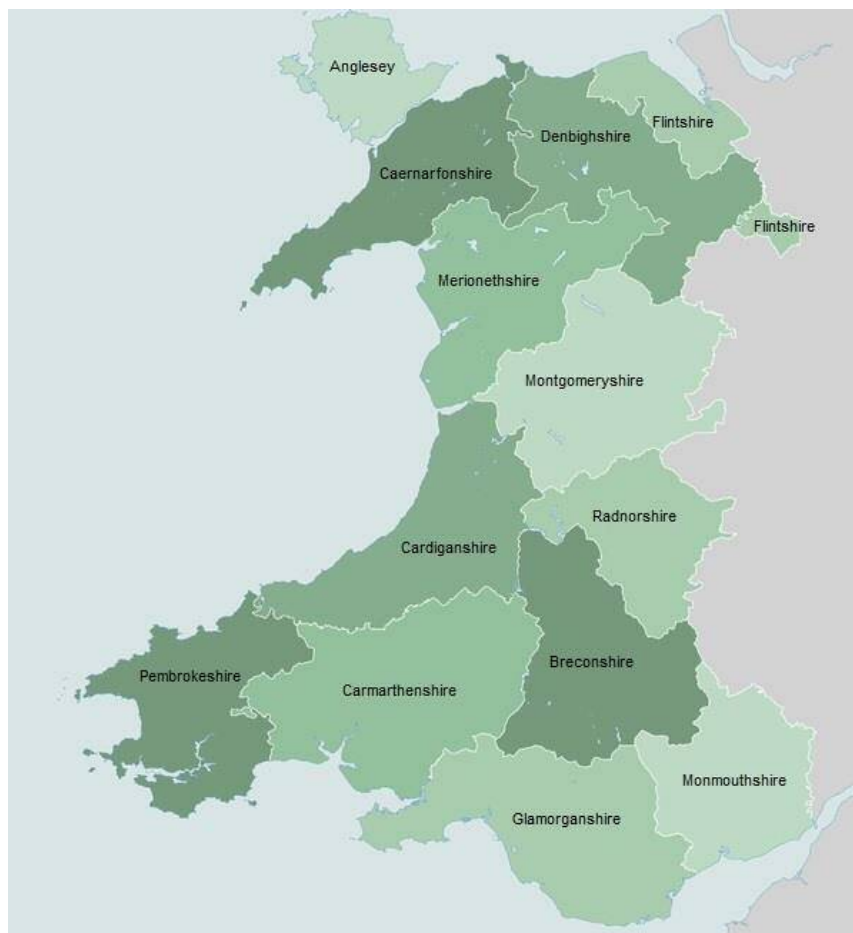 Anglesey
Flintshire
Denbighshire
Caernarfonshire
Flintshire
Merionethshire
Montgomeryshire
Radnorshire
Cardiganshire
Breconshire
Pembrokeshire
Carmarthenshire
Monmouthshire
Glamorganshire